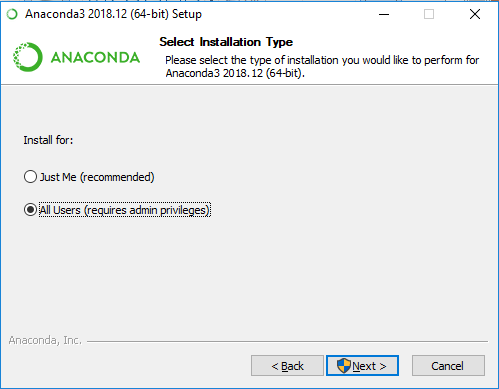 Anaconda3 2018.12 (64-bit) Setup
ANACONDA
Select Installation Type
Please select the type of installation you would like to perform for
Anaconda3 2018.12 (64-bit).
Install for:
Just Me (recommended)
All Users (requires admin privileges)
Anaconda, Inc.
< Back Next > Cancel